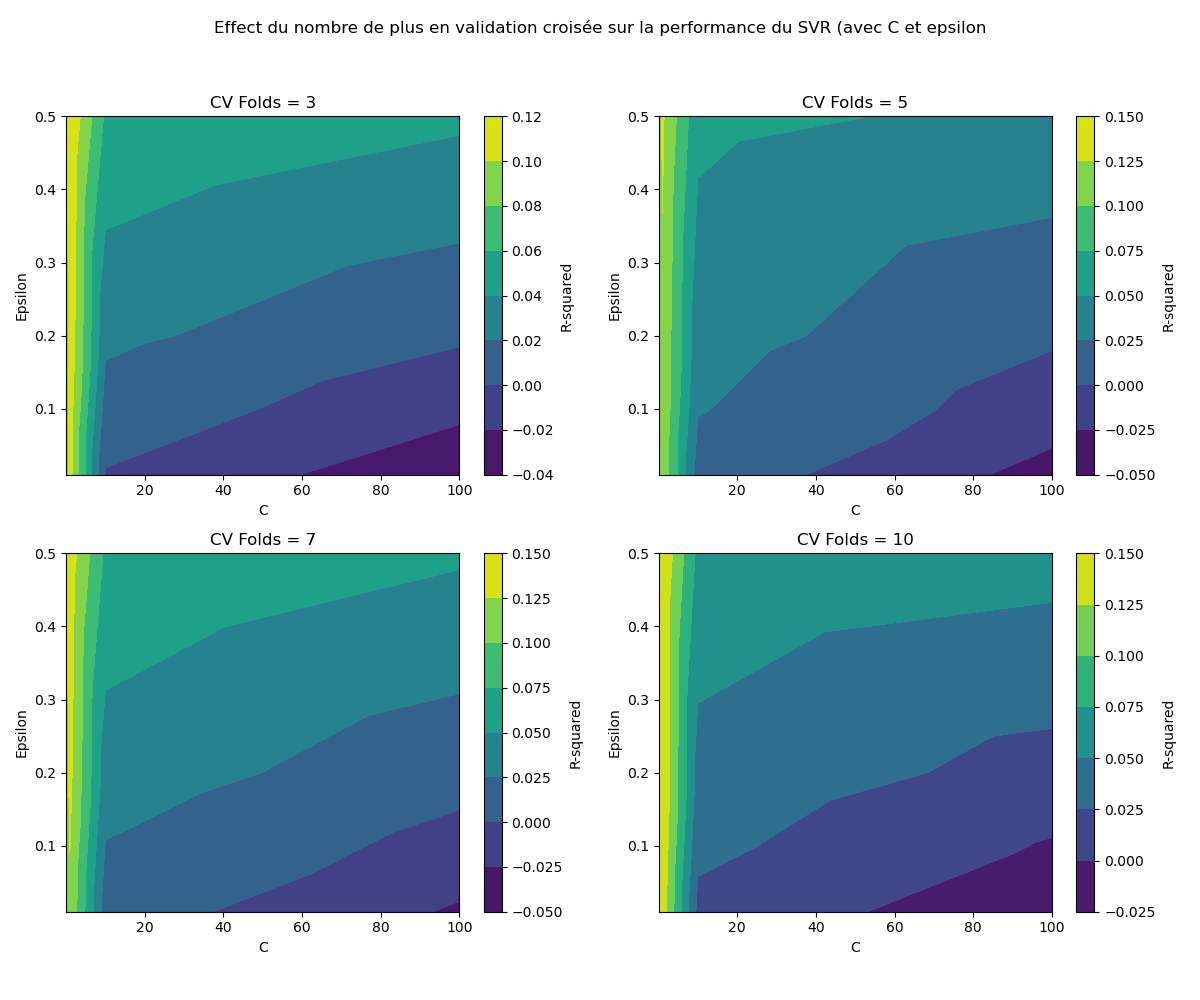 Effect du nombre de plus en validation croisée sur la performance du SVR (avec C et epsilon
CV Folds = 3
0.5
0.4
0.3
0.2
0.1
Epsilon
20 40 60 80 100
C
0.12
0.10
0.08
0.06
0.04
0.02
0.00
−0.02
−0.04
R-squared
CV Folds = 5
0.5
0.4
0.3
0.2
0.1
Epsilon
20 40 60 80 100
C
0.150
0.125
0.100
0.075
0.050
0.025
0.000
−0.025
−0.050
R-squared
CV Folds = 7
0.5
0.4
0.3
0.2
0.1
Epsilon
20 40 60 80 100
C
0.150
0.125
0.100
0.075
0.050
0.025
0.000
−0.025
−0.050
R-squared
CV Folds = 10
0.5
0.4
0.3
0.2
0.1
Epsilon
20 40 60 80 100
C
0.150
0.125
0.100
0.075
0.050
0.025
0.000
−0.025
R-squared